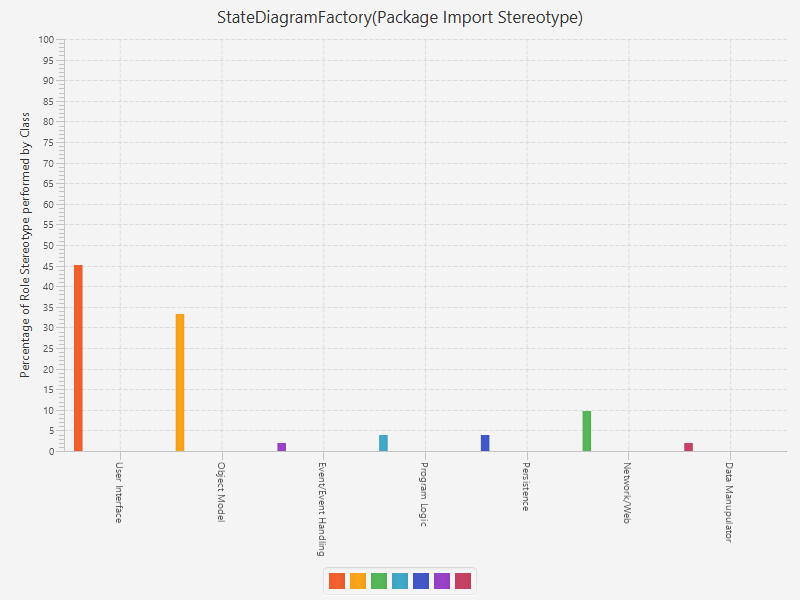 StateDiagramFactory(Package Import Stereotype)
Percentage of Role Stereotype performed by Class
100
95
90
85
80
75
70
65
60
55
50
45
40
35
30
25
20
15
10
5
0
User Interface
Object Model
Event/Event Handling
Program Logic
Persistence
Network/Web
Data Manupulator